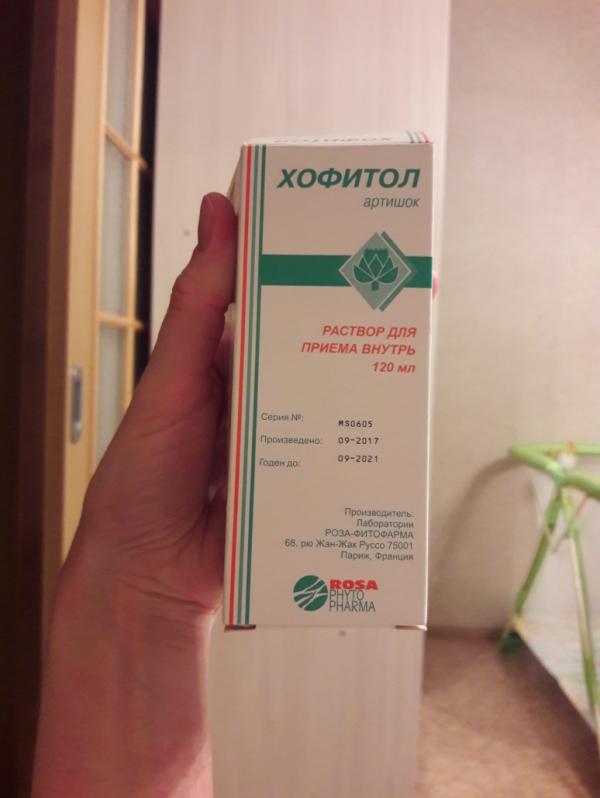 ХОФИТОЛ
ХОФИТОЛ
артишок
РАСТВОР ДЛЯ
ПРИЕМА ВНУТРЬ
120 мл
Серия №: MS0605
Произведено: 09-2017
Годен до: 09-2021
Производитель:
Лаборатории
РОЗА-ФИТОФАРМА
68, рю Жан-Жак Руссо 75001
Париж, Франция
ROSA
PHYTO
PHARMA